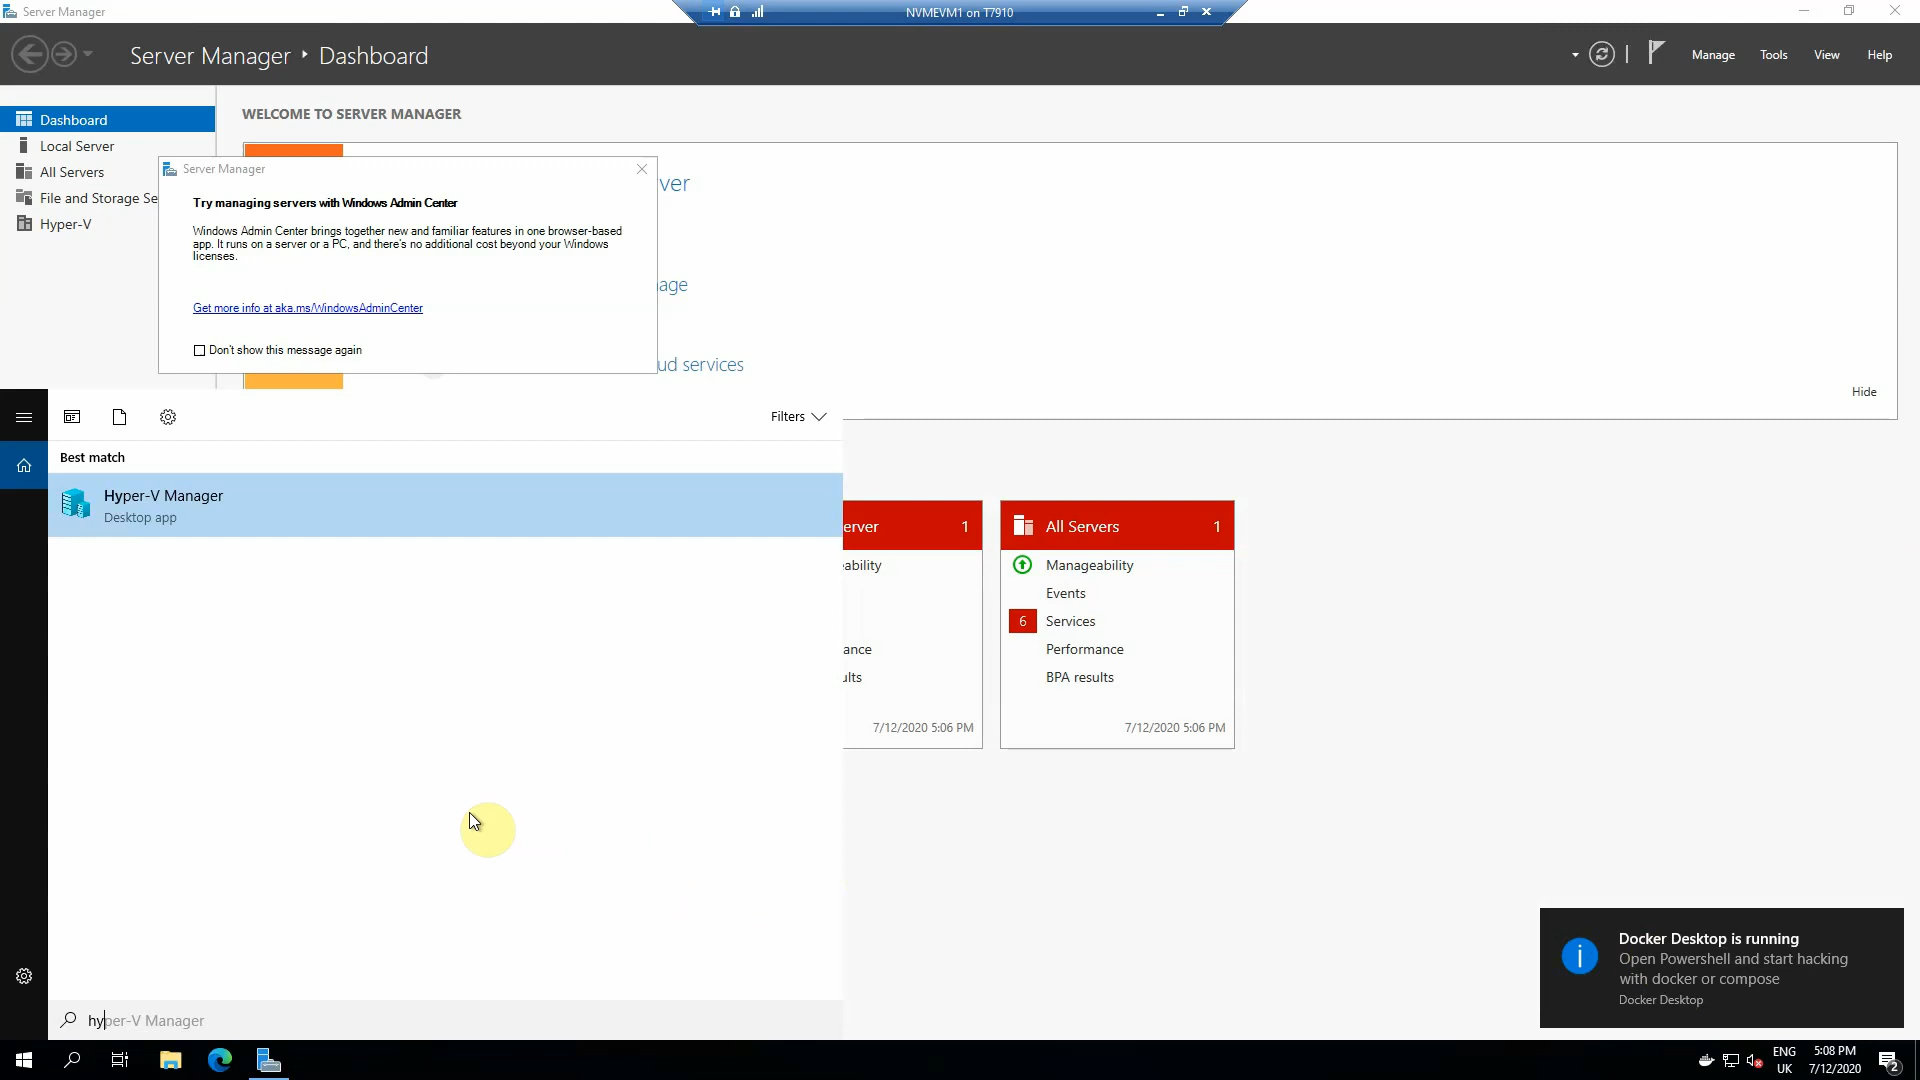 Server Manager
NVMEVM1 on T7910
Server Manager ‣ Dashboard
Manage
Tools
View
Help
Dashboard
Local Server
All Servers
File and Storage Se
Hyper-V
WELCOME TO SERVER MANAGER
Server Manager
Try managing servers with Windows Admin Center
Windows Admin Center brings together new and familiar features in one browser-based
app. It runs on a server or a PC, and there's no additional cost beyond your Windows
licenses.
Get more info at aka.ms/WindowsAdminCenter
Don't show this message again
ver
age
ud services
Hide
Filters
Best match
Hyper-V Manager
Desktop app
erver 1
ability
ance
ults
7/12/2020 5:06 PM
All Servers 1
Manageability
Events
6 Services
Performance
BPA results
7/12/2020 5:06 PM
Docker Desktop is running
Open Powershell and start hacking
with docker or compose
Docker Desktop
hyper-V Manager
ENG
UK
5:08 PM
7/12/2020
2